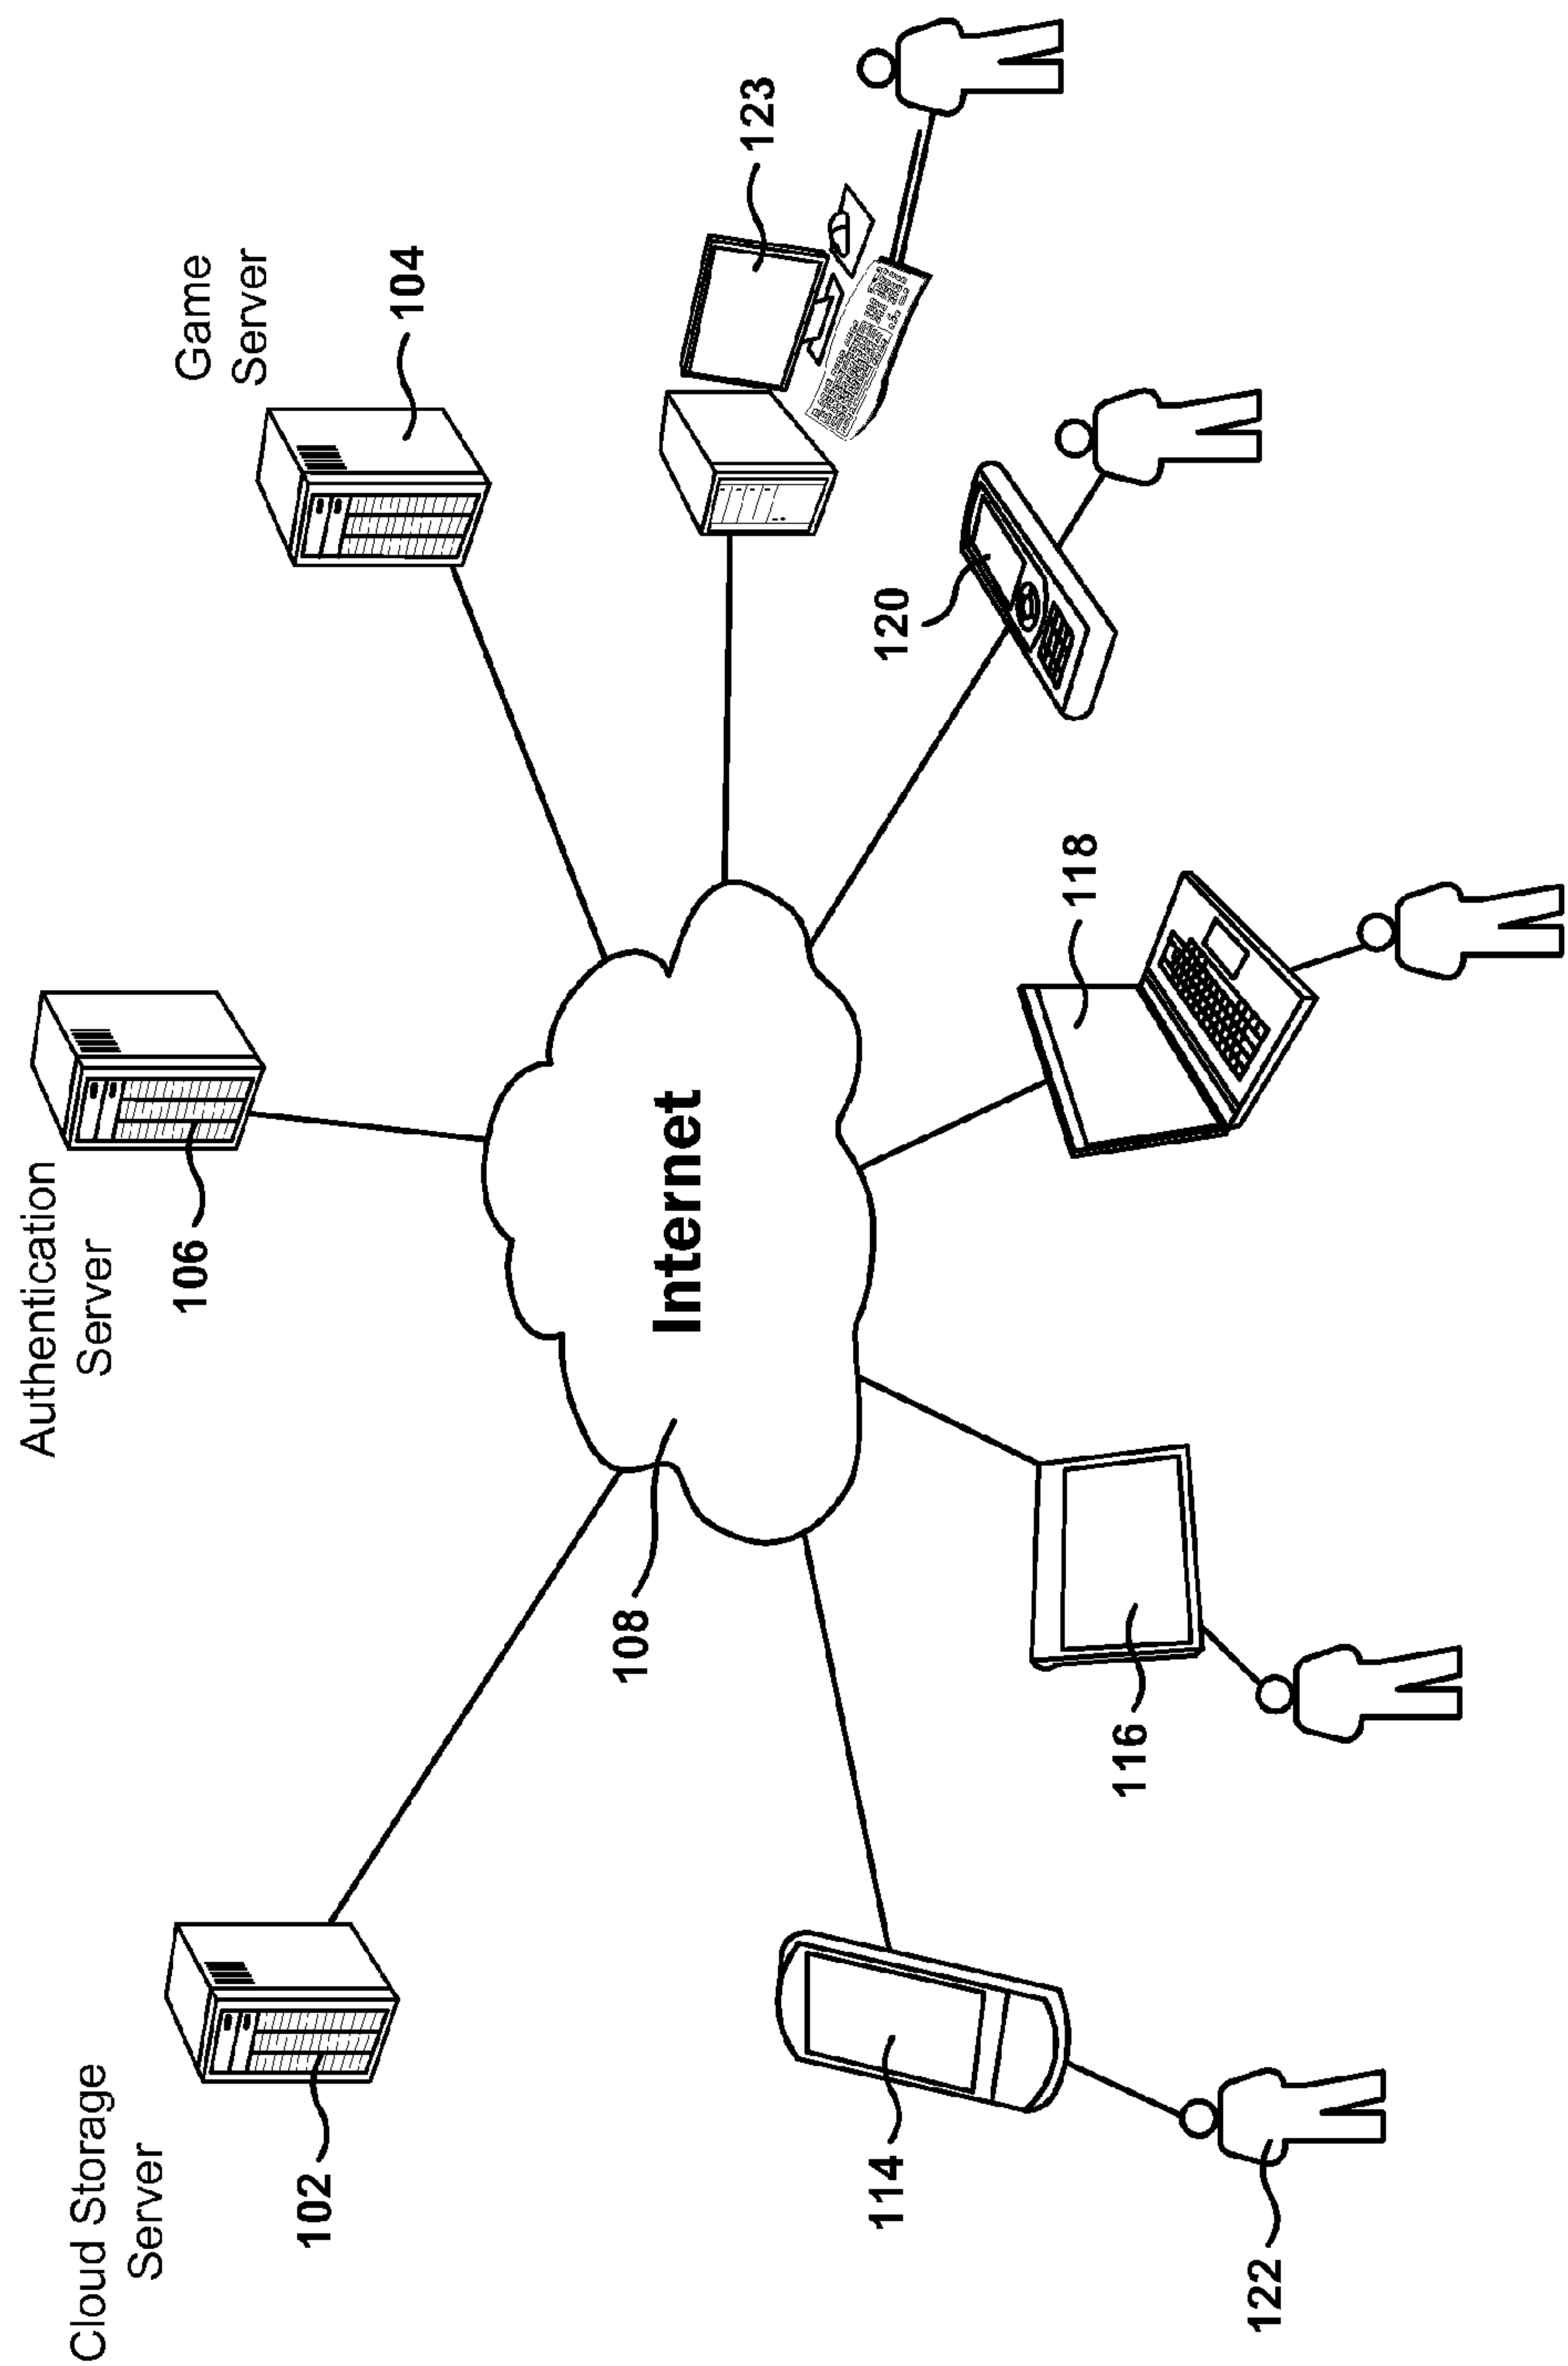 Cloud Storage
Server
102
Authentication
Server
106
Game
Server
104
108
Internet
114
122
116
118
120
123